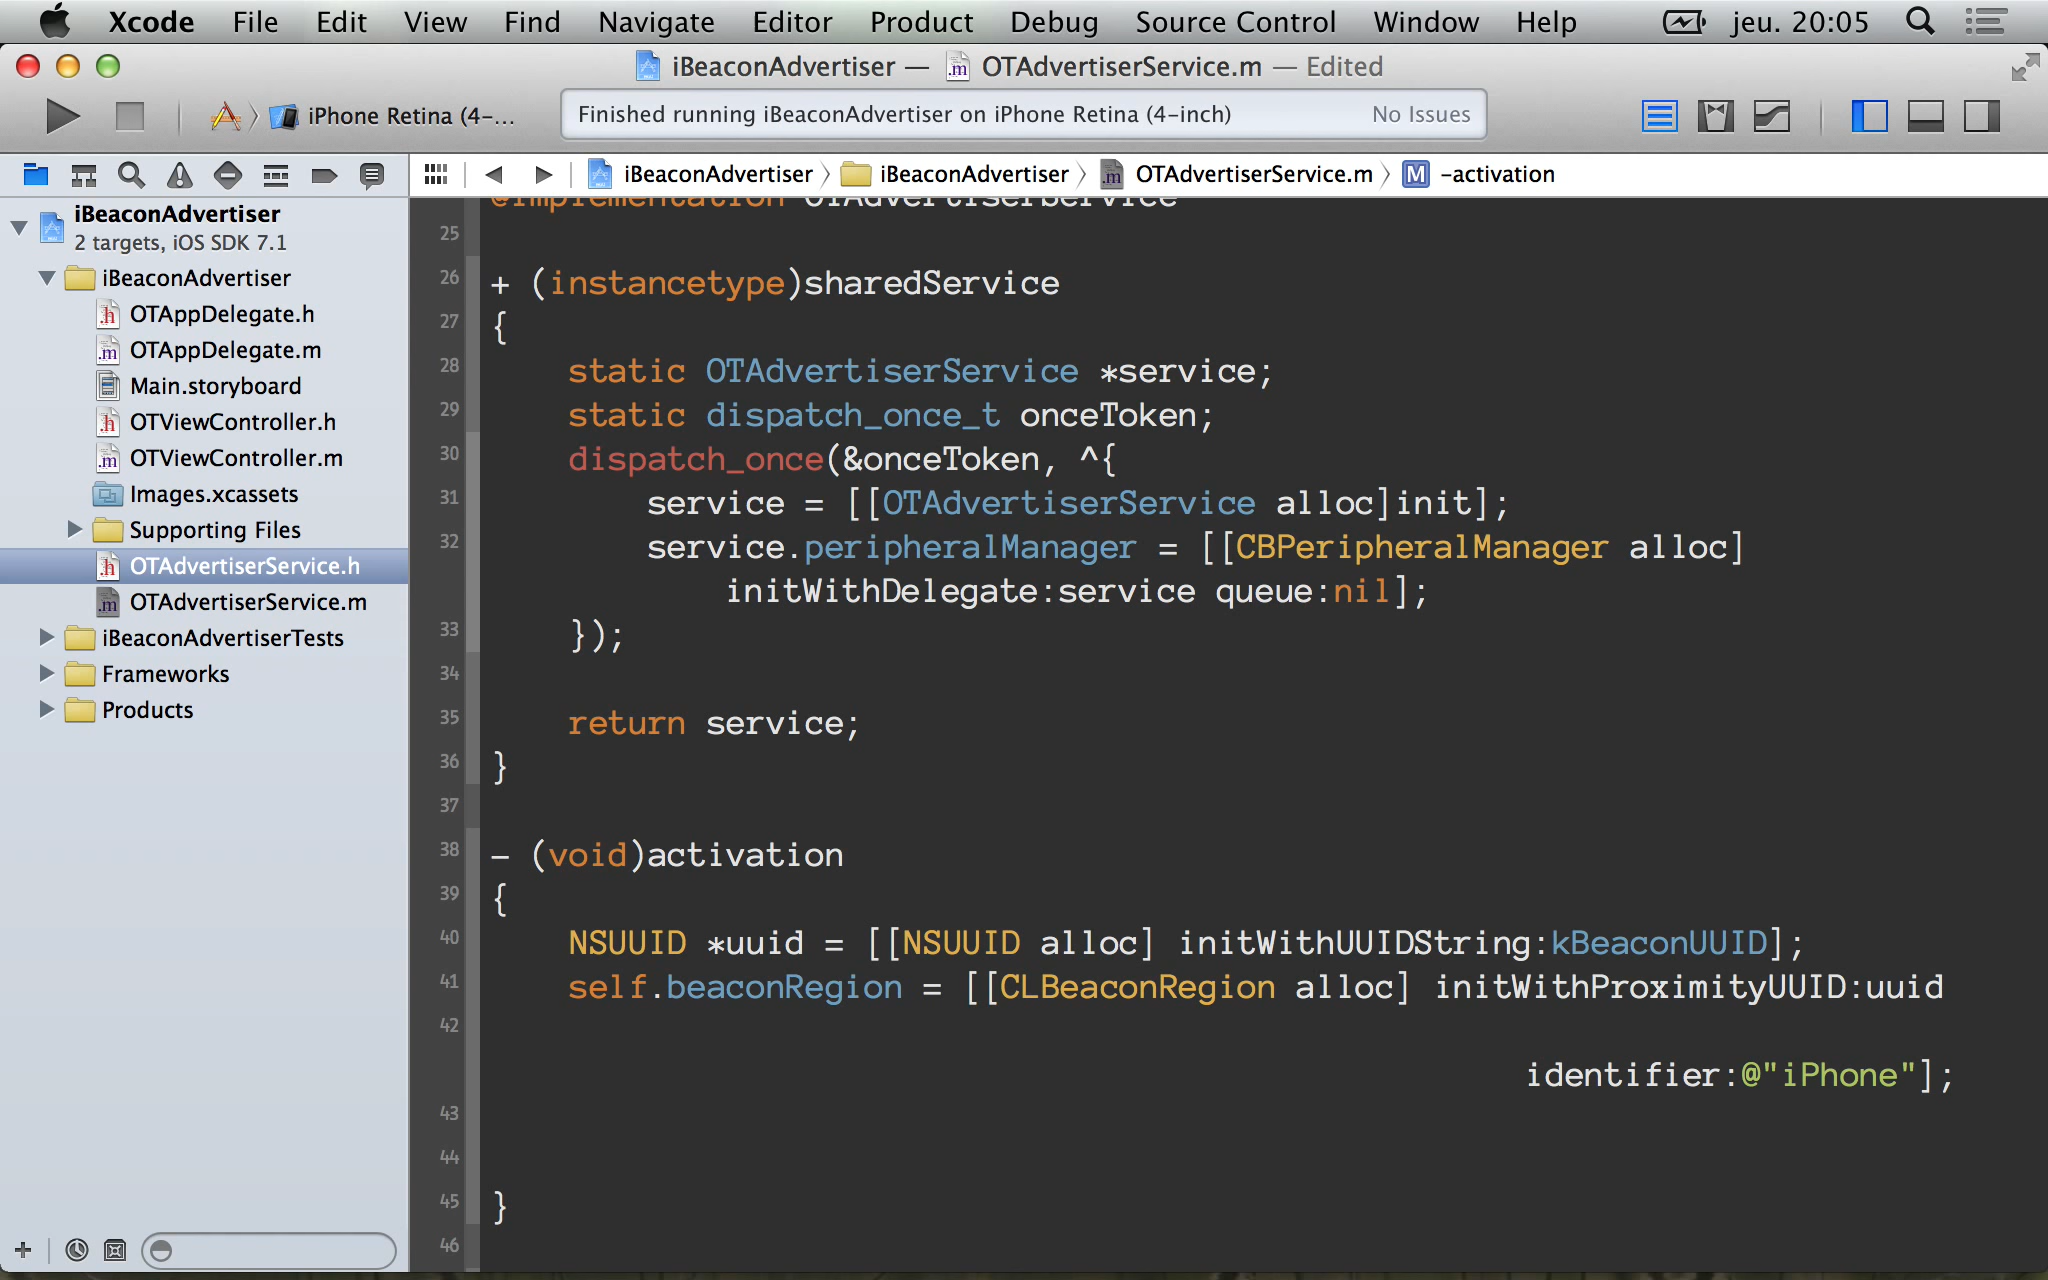 Xcode File Edit View Find Navigate Editor Product Debug Source Control Window Help jeu. 20:05
iBeaconAdvertiser — OTAdvertiserService.m — Edited
iPhone Retina (4-...
Finished running iBeaconAdvertiser on iPhone Retina (4-inch) No Issues
iBeaconAdvertiser iBeaconAdvertiser OTAdvertiserService.m M -activation
iBeaconAdvertiser
2 targets, iOS SDK 7.1
iBeaconAdvertiser
OTAppDelegate.h
OTAppDelegate.m
Main.storyboard
OTViewController.h
OTViewController.m
Images.xcassets
Supporting Files
OTAdvertiserService.h
OTAdvertiserService.m
iBeaconAdvertiserTests
Frameworks
Products
@implementation OTAdvertiserService
25
26 + (instancetype)sharedService
27 {
28 static OTAdvertiserService *service;
29 static dispatch_once_t onceToken;
30 dispatch_once(&onceToken, ^{
31 service = [[OTAdvertiserService alloc]init];
32 service.peripheralManager = [[CBPeripheralManager alloc]
initWithDelegate:service queue:nil];
33 });
34
35 return service;
36 }
37
38 - (void)activation
39 {
40 NSUUID *uuid = [[NSUUID alloc] initWithUUIDString:kBeaconUUID];
41 self.beaconRegion = [[CLBeaconRegion alloc] initWithProximityUUID:uuid
42
identifier:@"iPhone"];
43
44
45 }
46